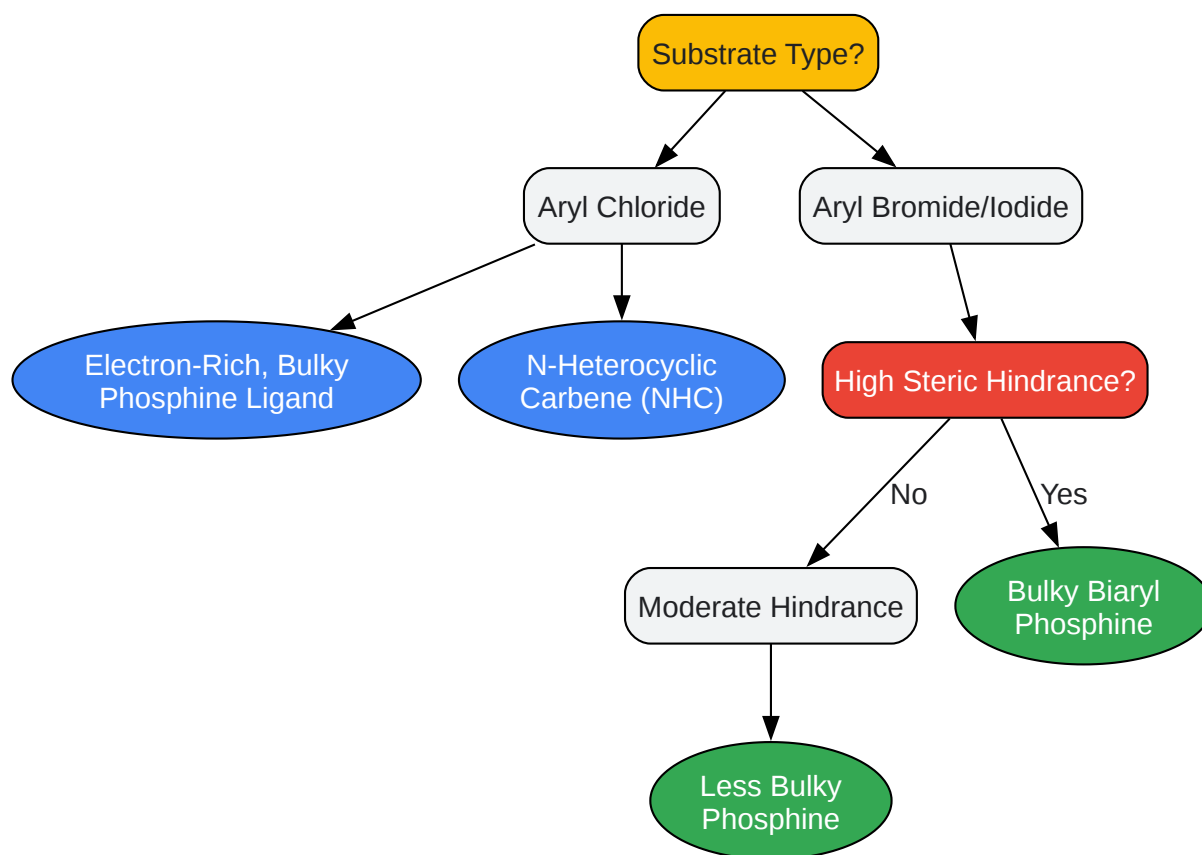 Substrate Type?
Aryl Chloride
Aryl Bromide/Iodide
Electron-Rich, Bulky
Phosphine Ligand
N-Heterocyclic
Carbene (NHC)
High Steric Hindrance?
No
Yes
Moderate Hindrance
Bulky Biaryl
Phosphine
Less Bulky
Phosphine